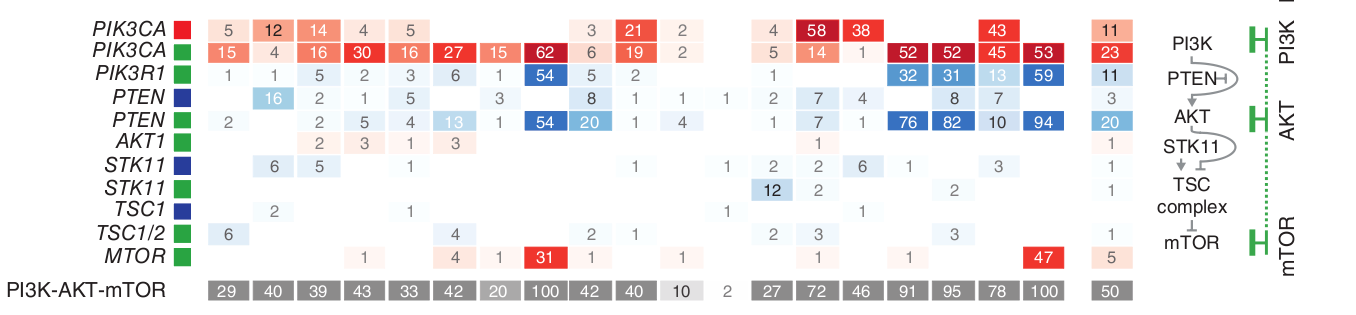 PIK3CA 5 12 14 4 5 3 21 2 4 58 38 43 11
PIK3CA 15 4 16 30 16 27 15 62 6 19 2 5 14 1 52 52 45 53 23
PIK3R1 1 1 5 2 3 6 1 54 5 2 1 32 31 13 59 11
PTEN 16 2 1 5 3 8 1 1 1 2 7 4 8 7 3
PTEN 2 2 5 4 13 1 54 20 1 4 1 7 1 76 82 10 94 20
AKT1 2 3 1 3 1 1
STK11 6 5 1 1 1 2 2 6 1 3 1
STK11 12 2 2 1
TSC1 2 1 1 1
TSC1/2 6 4 2 1 2 3 3 1
MTOR 1 4 1 31 1 1 1 1 47 5
PI3K-AKT-mTOR 29 40 39 43 33 42 20 100 42 40 10 2 27 72 46 91 95 78 100 50
PI3K
PTEN
AKT
STK11
TSC
complex
mTOR
PI3K
AKT
mTOR